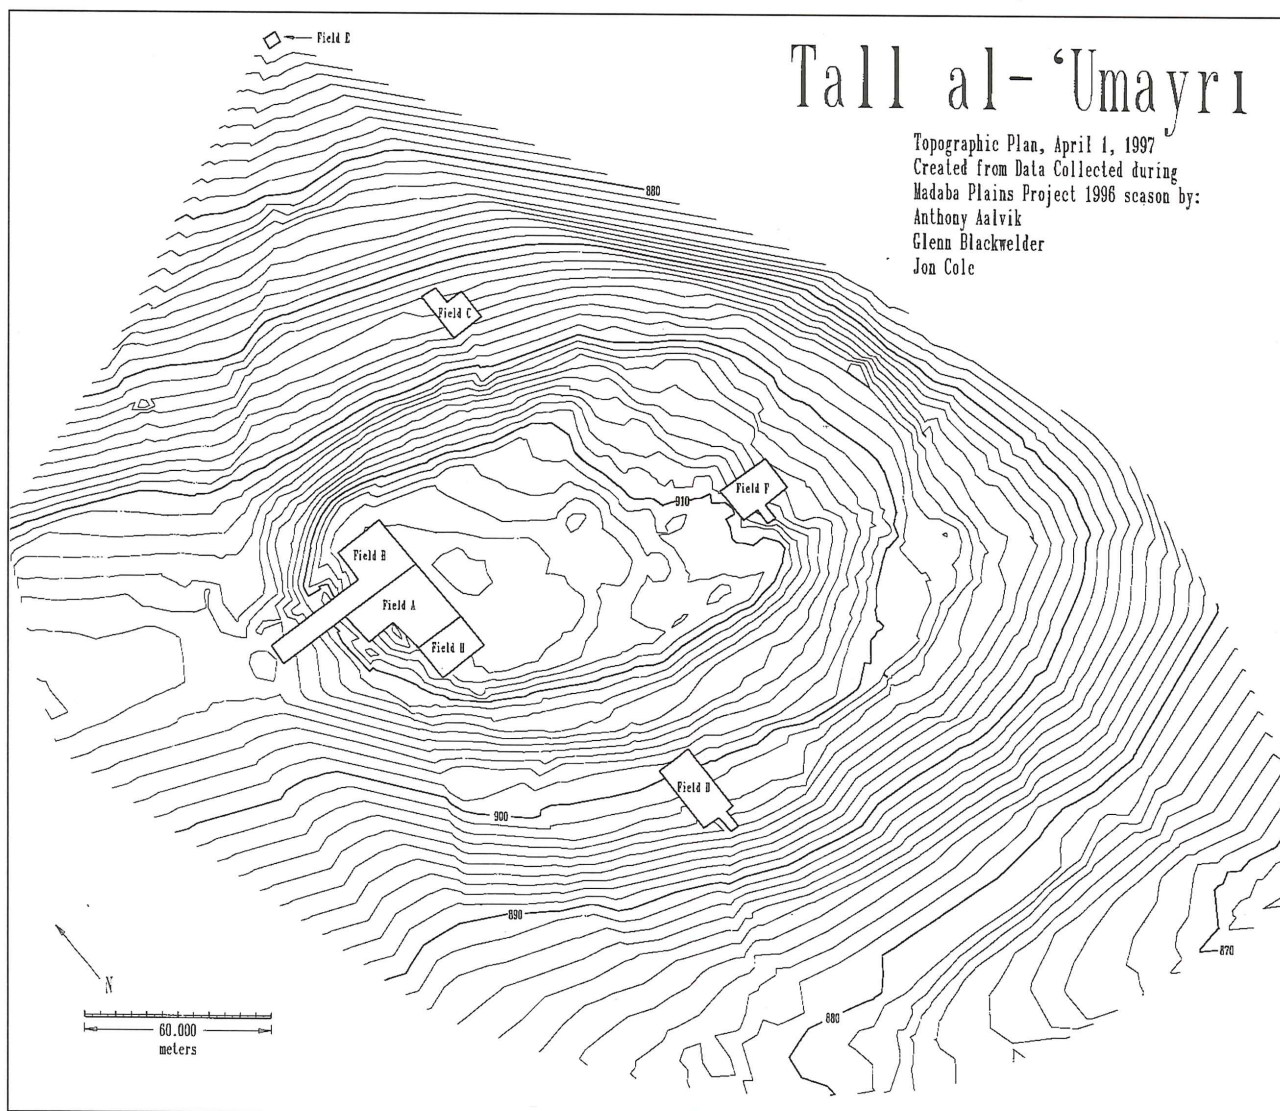 Field E
Tall al-‘Umayri
Topographic Plan, April 1, 1997
Created from Data Collected during
Madaba Plains Project 1996 season by:
Anthony Aalvik
Glenn Blackwelder
Jon Cole
880
Field C
Field F
910
Field B
Field A
Field H
Field D
900
890
870
N
880
60.000
meters